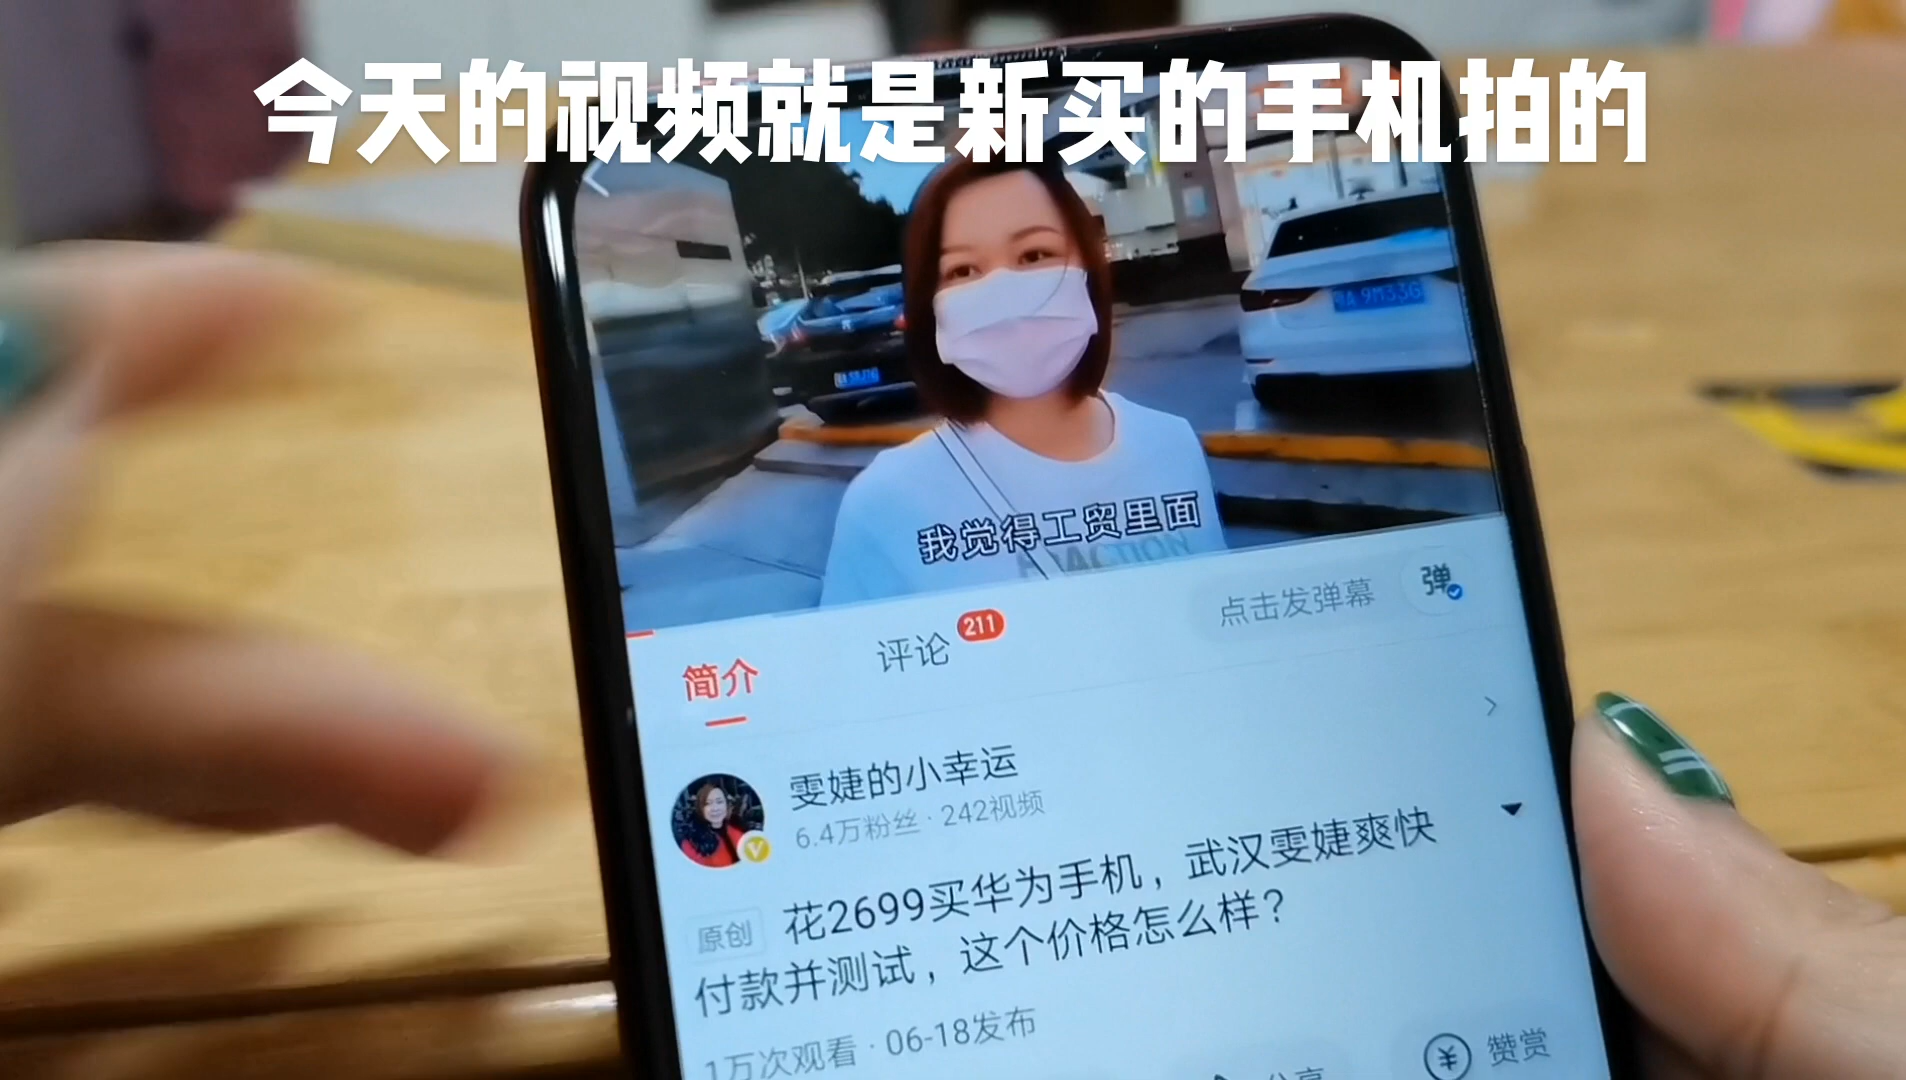 今天的视频就是新买的手机拍的
9M33G
我觉得工贸里面
点击发弹幕
弹
简介
评论
211
雯婕的小幸运
6.4万粉丝·242视频
原创
花2699买华为手机，武汉雯婕爽快
付款并测试，这个价格怎么样？
1万次观看·06-18发布
分享
赞赏